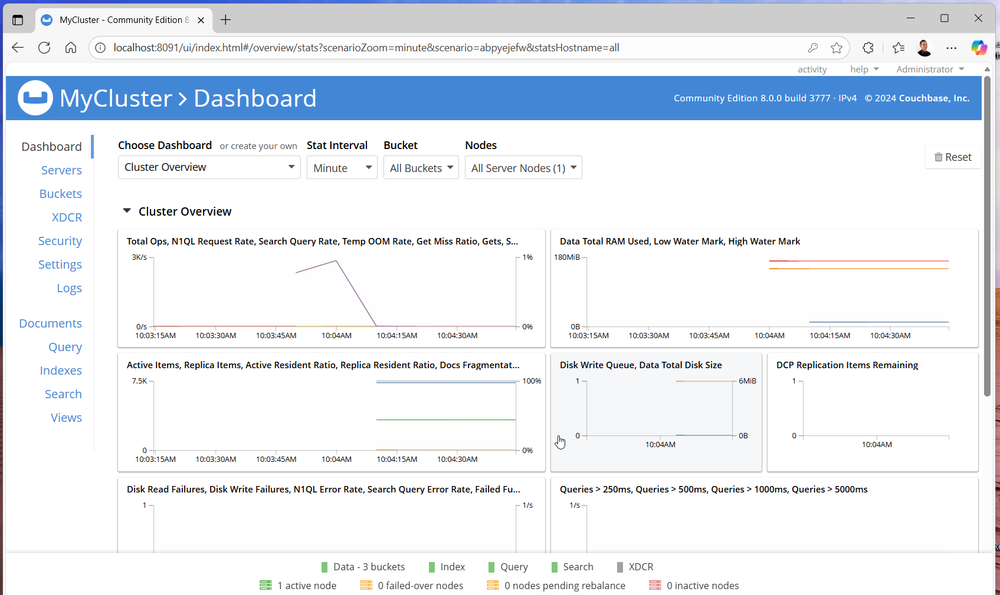 MyCluster - Community Edition 8.
localhost:8091/ui/index.html#/overview/stats?scenarioZoom=minute&scenario=abpyejefw&statsHostname=all
activity help Administrator
MyCluster > Dashboard
Community Edition 8.0.0 build 3777 · IPv4 © 2024 Couchbase, Inc.
Dashboard
Servers
Buckets
XDCR
Security
Settings
Logs
Documents
Query
Indexes
Search
Views
Choose Dashboard or create your own Stat Interval Bucket Nodes
Cluster Overview Minute All Buckets All Server Nodes (1)
Reset
Cluster Overview
Total Ops, N1QL Request Rate, Search Query Rate, Temp OOM Rate, Get Miss Ratio, Gets, S...
3K/s 1%
0/s 0%
10:03:15AM 10:03:30AM 10:03:45AM 10:04AM 10:04:15AM 10:04:30AM
Data Total RAM Used, Low Water Mark, High Water Mark
180MiB
0B
10:03:15AM 10:03:30AM 10:03:45AM 10:04AM 10:04:15AM 10:04:30AM
Active Items, Replica Items, Active Resident Ratio, Replica Resident Ratio, Docs Fragmentat...
7.5K 100%
0 0%
10:03:15AM 10:03:30AM 10:03:45AM 10:04AM 10:04:15AM 10:04:30AM
Disk Write Queue, Data Total Disk Size
1 6MiB
0 0B
10:04AM
DCP Replication Items Remaining
1
0
10:04AM
Disk Read Failures, Disk Write Failures, N1QL Error Rate, Search Query Error Rate, Failed Fu...
1 1/s
Queries > 250ms, Queries > 500ms, Queries > 1000ms, Queries > 5000ms
1/s
Data - 3 buckets Index Query Search XDCR
1 active node 0 failed-over nodes 0 nodes pending rebalance 0 inactive nodes